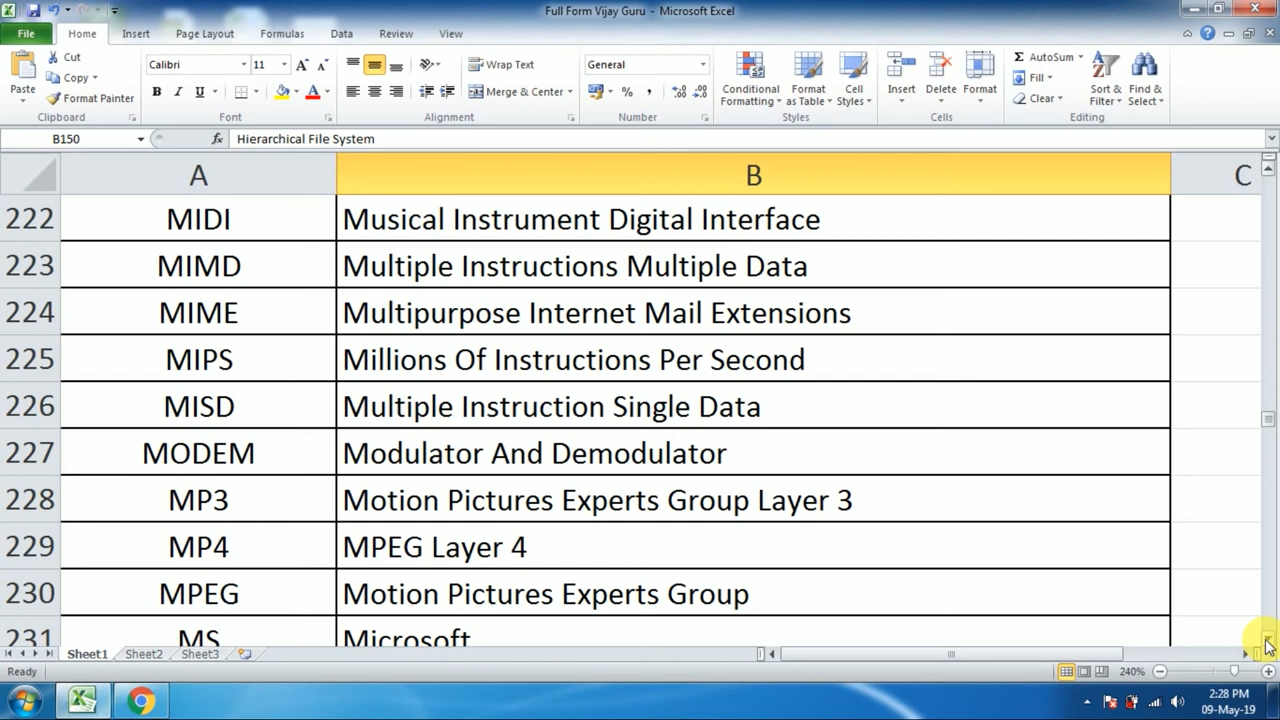 Full Form Vijay Guru - Microsoft Excel
File Home Insert Page Layout Formulas Data Review View
Paste Cut Copy Format Painter Clipboard
Calibri 11 A A B I U A Font
Wrap Text Merge & Center Alignment
General % , Number
Conditional Formatting Format as Table Cell Styles Styles
Insert Delete Format Cells
Σ AutoSum Fill Clear Sort & Filter Find & Select Editing
B150 fx Hierarchical File System
A B C
222 MIDI Musical Instrument Digital Interface
223 MIMD Multiple Instructions Multiple Data
224 MIME Multipurpose Internet Mail Extensions
225 MIPS Millions Of Instructions Per Second
226 MISD Multiple Instruction Single Data
227 MODEM Modulator And Demodulator
228 MP3 Motion Pictures Experts Group Layer 3
229 MP4 MPEG Layer 4
230 MPEG Motion Pictures Experts Group
231 MS Microsoft
Sheet1 Sheet2 Sheet3
Ready 240%
2:28 PM
09-May-19